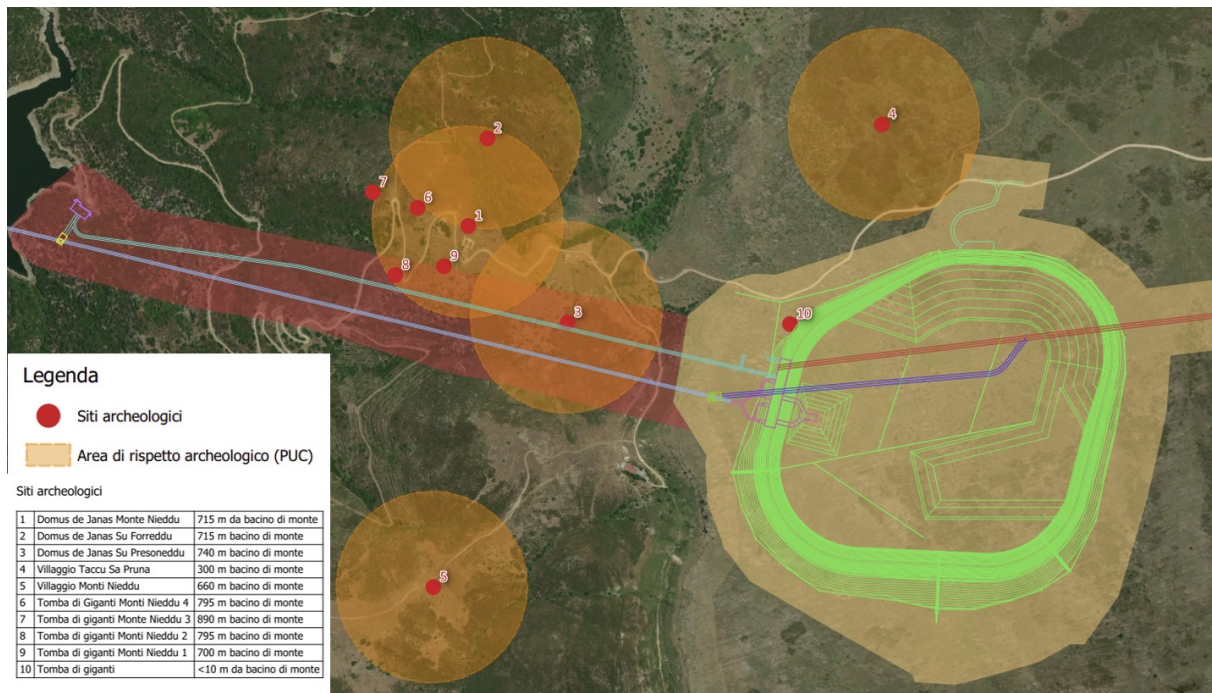 2
4
7
6
1
9
8
3
10
5
Legenda
Siti archeologici
Area di rispetto archeologico (PUC)
Siti archeologici
1 Domus de Janas Monte Nieddu 715 m da bacino di monte
2 Domus de Janas Su Forreddu 715 m bacino di monte
3 Domus de Janas Su Presoneddu 740 m bacino di monte
4 Villaggio Taccu Sa Pruna 300 m bacino di monte
5 Villaggio Monti Nieddu 660 m bacino di monte
6 Tomba di Giganti Monti Nieddu 4 795 m bacino di monte
7 Tomba di giganti Monte Nieddu 3 890 m bacino di monte
8 Tomba di giganti Monti Nieddu 2 795 m bacino di monte
9 Tomba di giganti Monti Nieddu 1 700 m bacino di monte
10 Tomba di giganti <10 m da bacino di monte